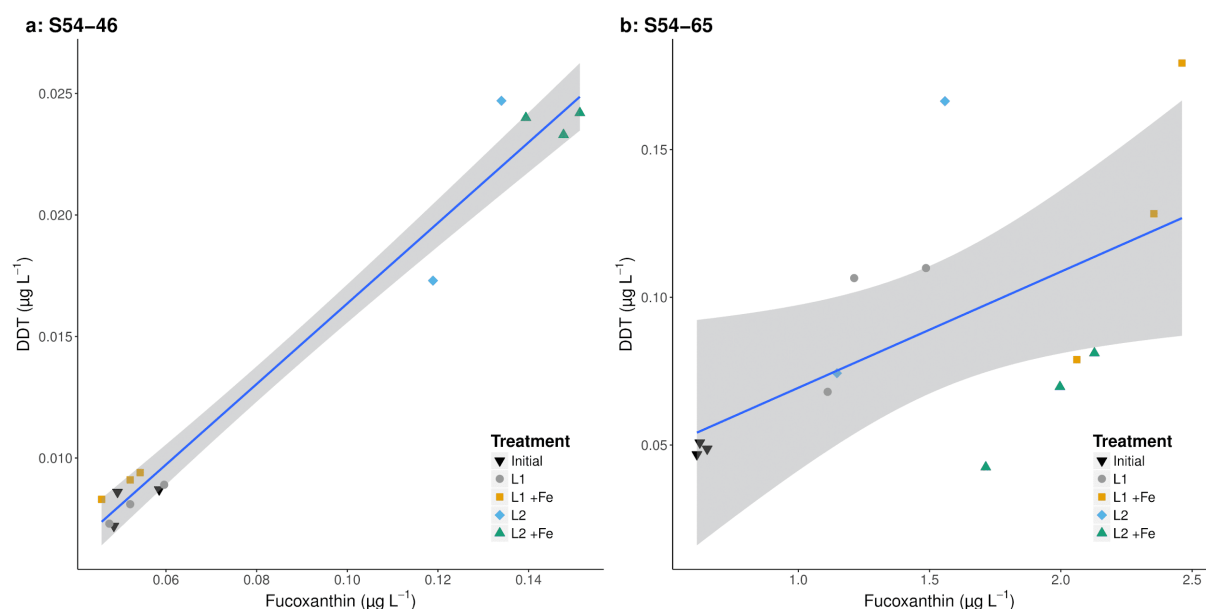 a: S54−46
DDT (µg L⁻¹)
0.025
0.020
0.015
0.010
0.06
0.08
0.10
0.12
0.14
Fucoxanthin (µg L⁻¹)
Treatment
Initial
L1
L1 +Fe
L2
L2 +Fe
b: S54−65
DDT (µg L⁻¹)
0.15
0.10
0.05
0.00
1.0
1.5
2.0
2.5
Fucoxanthin (µg L⁻¹)
Treatment
Initial
L1
L1 +Fe
L2
L2 +Fe